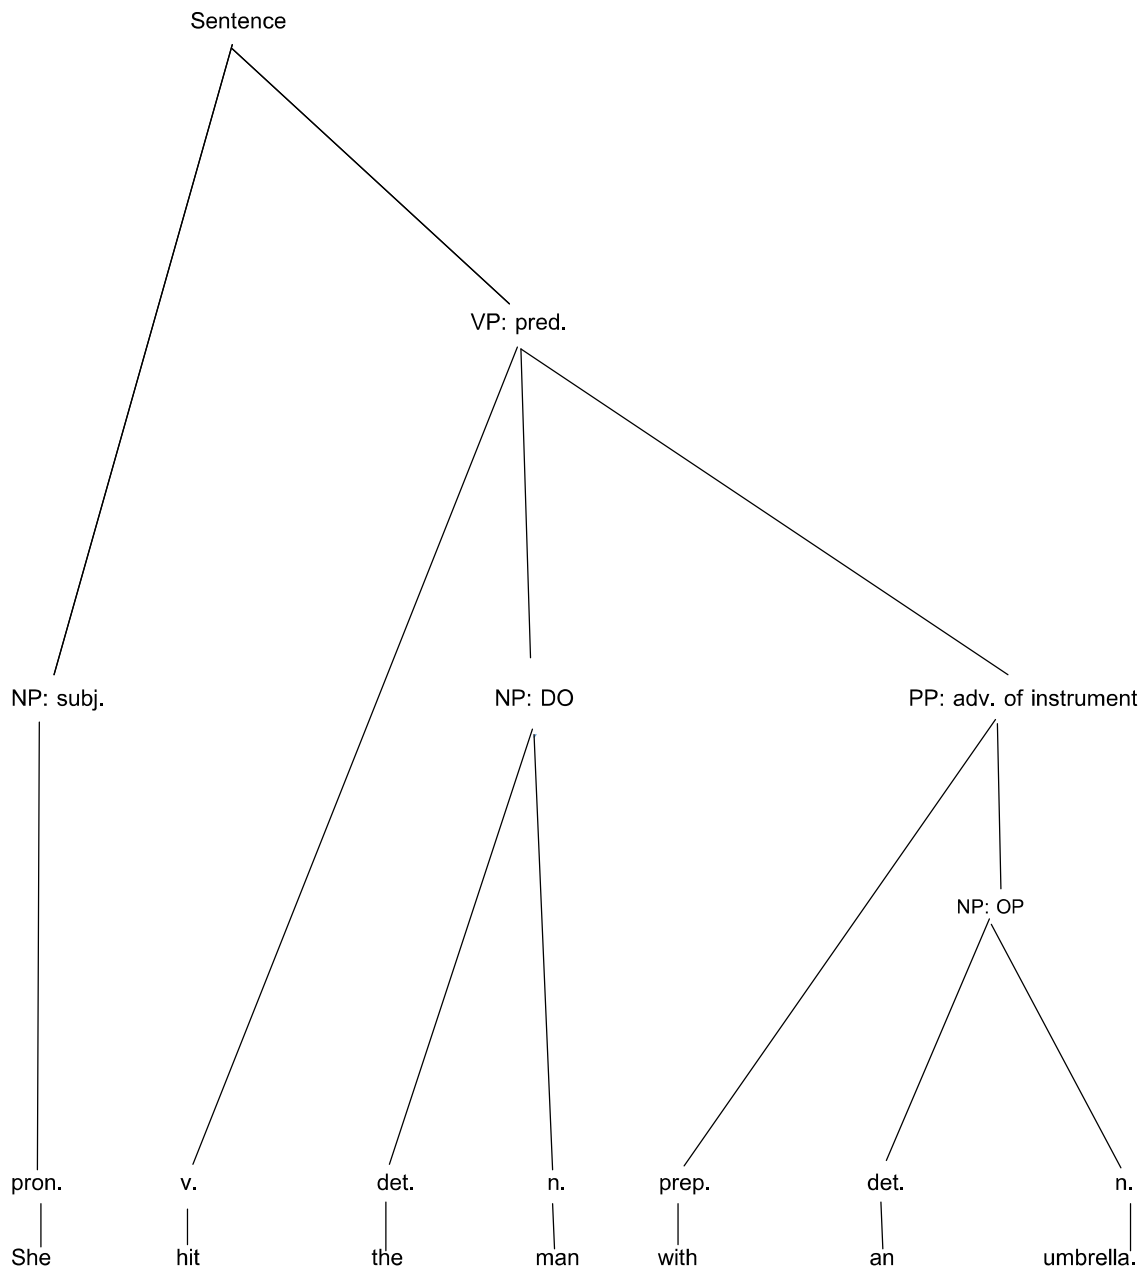 Sentence
VP: pred.
NP: subj. NP: DO PP: adv. of instrument
NP: OP
pron. v. det. n. prep. det. n.
She hit the man with an umbrella.